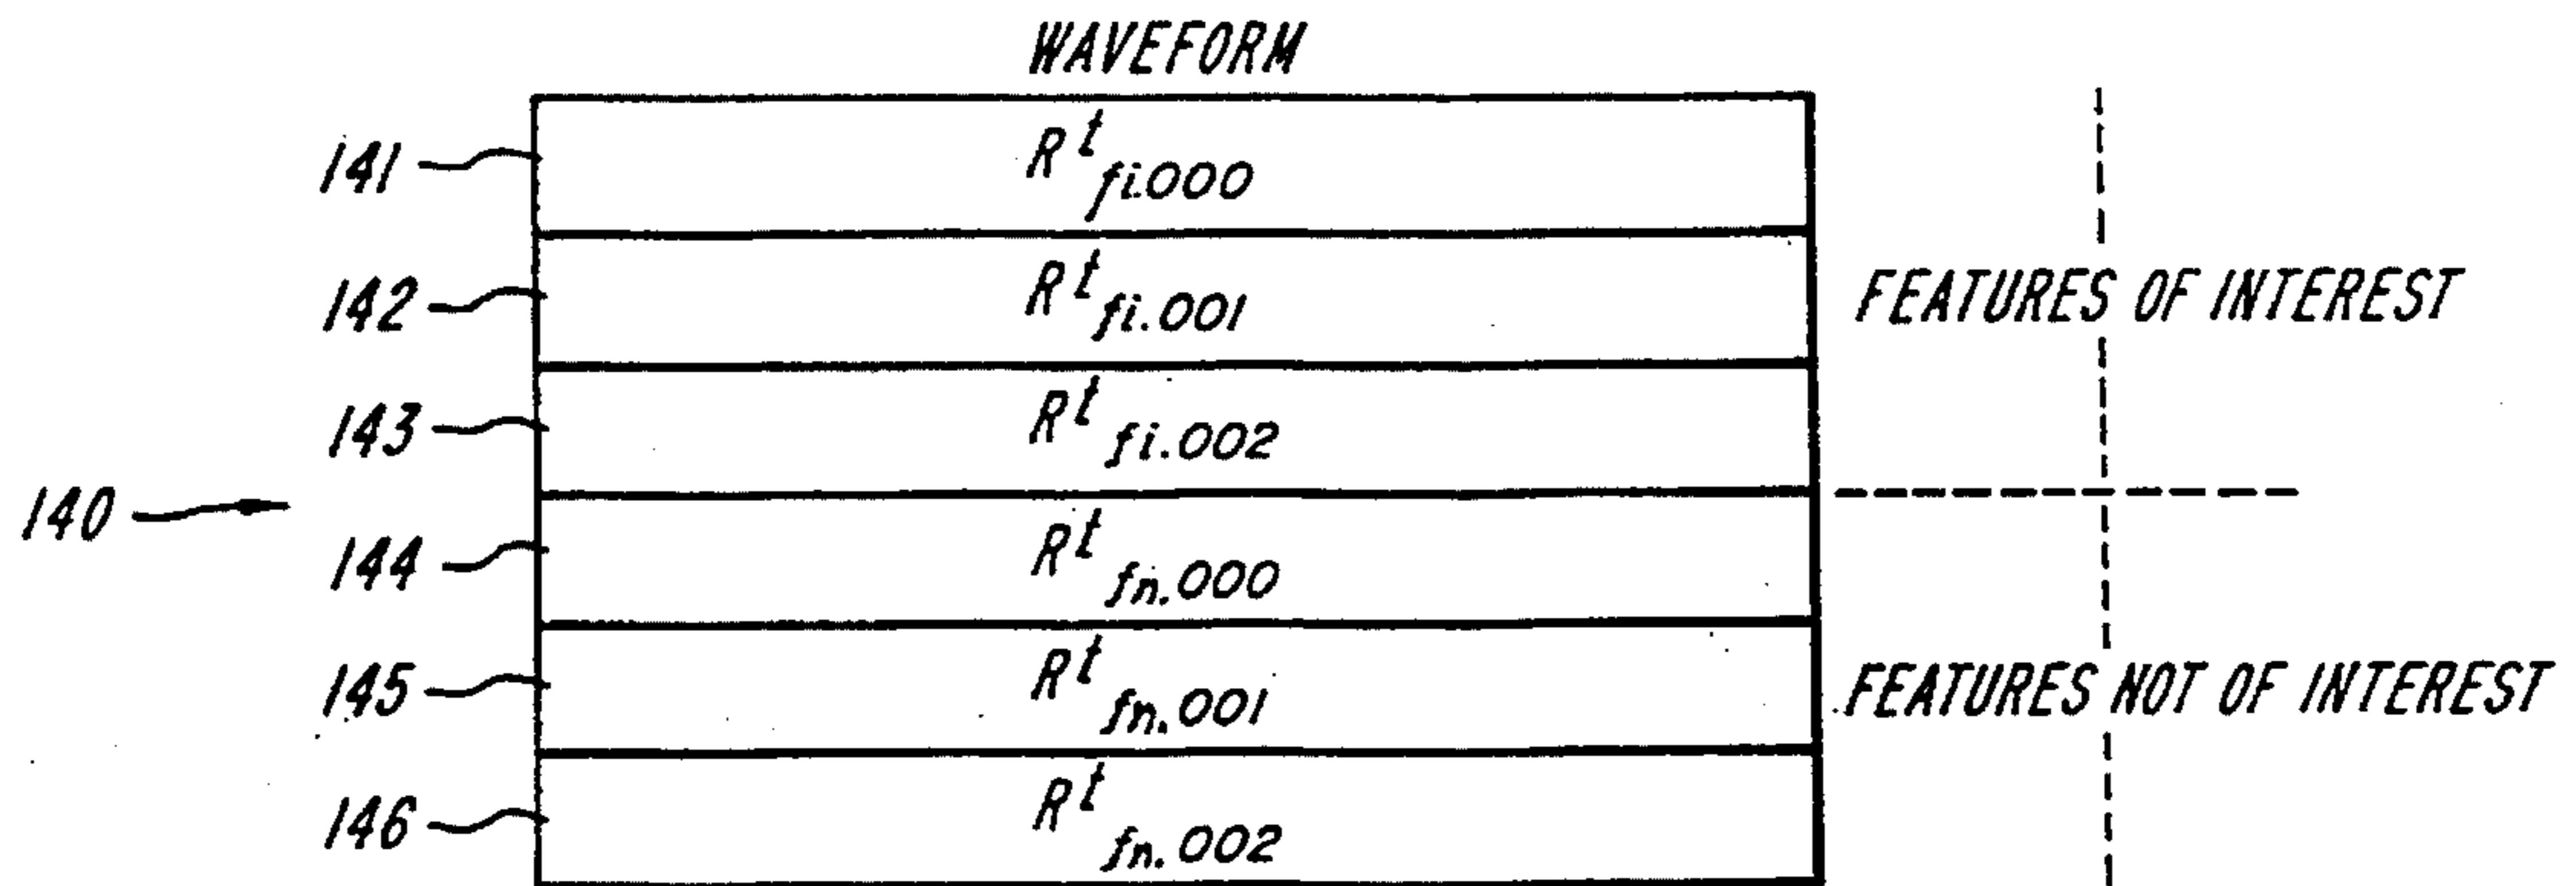 WAVEFORM
141 R^t fi.000
142 R^t fi.001
FEATURES OF INTEREST
143 R^t fi.002
140
144 R^t fn.000
145 R^t fn.001
FEATURES NOT OF INTEREST
146 R^t fn.002